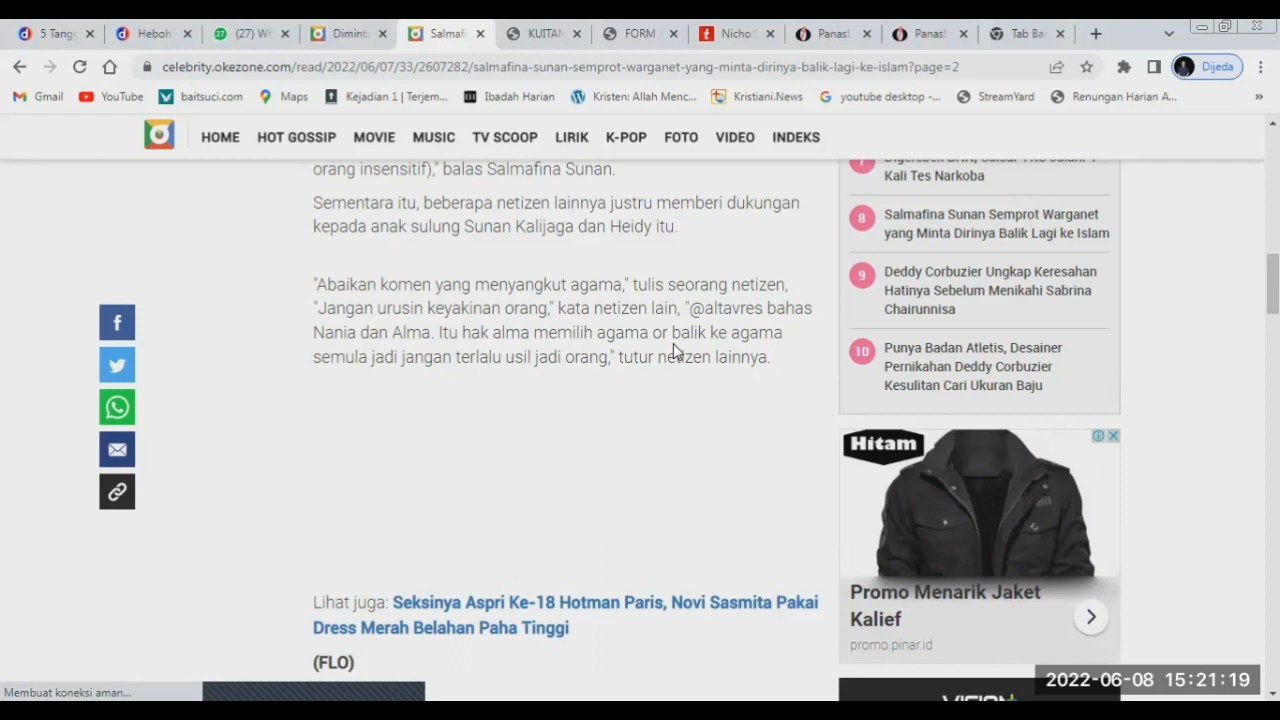 5 Tangg
Heboh
(27) Wh
Diminta
Salmafi
KUITAN
FORM
Nicho S
Panas!
Panas!
Tab Ba
celebrity.okezone.com/read/2022/06/07/33/2607282/salmafina-sunan-semprot-warganet-yang-minta-dirinya-balik-lagi-ke-islam?page=2
Dijeda
Gmail
YouTube
baitsuci.com
Maps
Kejadian 1 | Terjem...
Ibadah Harian
Kristen: Allah Menc...
Kristiani.News
youtube desktop -...
StreamYard
Renungan Harian A...
HOME
HOT GOSSIP
MOVIE
MUSIC
TV SCOOP
LIRIK
K-POP
FOTO
VIDEO
INDEKS
orang insensitif)," balas Salmafina Sunan.
Sementara itu, beberapa netizen lainnya justru memberi dukungan
kepada anak sulung Sunan Kalijaga dan Heidy itu.
"Abaikan komen yang menyangkut agama," tulis seorang netizen,
"Jangan urusin keyakinan orang," kata netizen lain, "@altavres bahas
Nania dan Alma. Itu hak alma memilih agama or balik ke agama
semula jadi jangan terlalu usil jadi orang," tutur netizen lainnya.
Lihat juga: Seksinya Aspri Ke-18 Hotman Paris, Novi Sasmita Pakai
Dress Merah Belahan Paha Tinggi
(FLO)
Kali Tes Narkoba
8
Salmafina Sunan Semprot Warganet
yang Minta Dirinya Balik Lagi ke Islam
9
Deddy Corbuzier Ungkap Keresahan
Hatinya Sebelum Menikahi Sabrina
Chairunnisa
10
Punya Badan Atletis, Desainer
Pernikahan Deddy Corbuzier
Kesulitan Cari Ukuran Baju
Hitam
Promo Menarik Jaket
Kalief
promo.pinar.id
Membuat koneksi aman...
2022-06-08 15:21:19